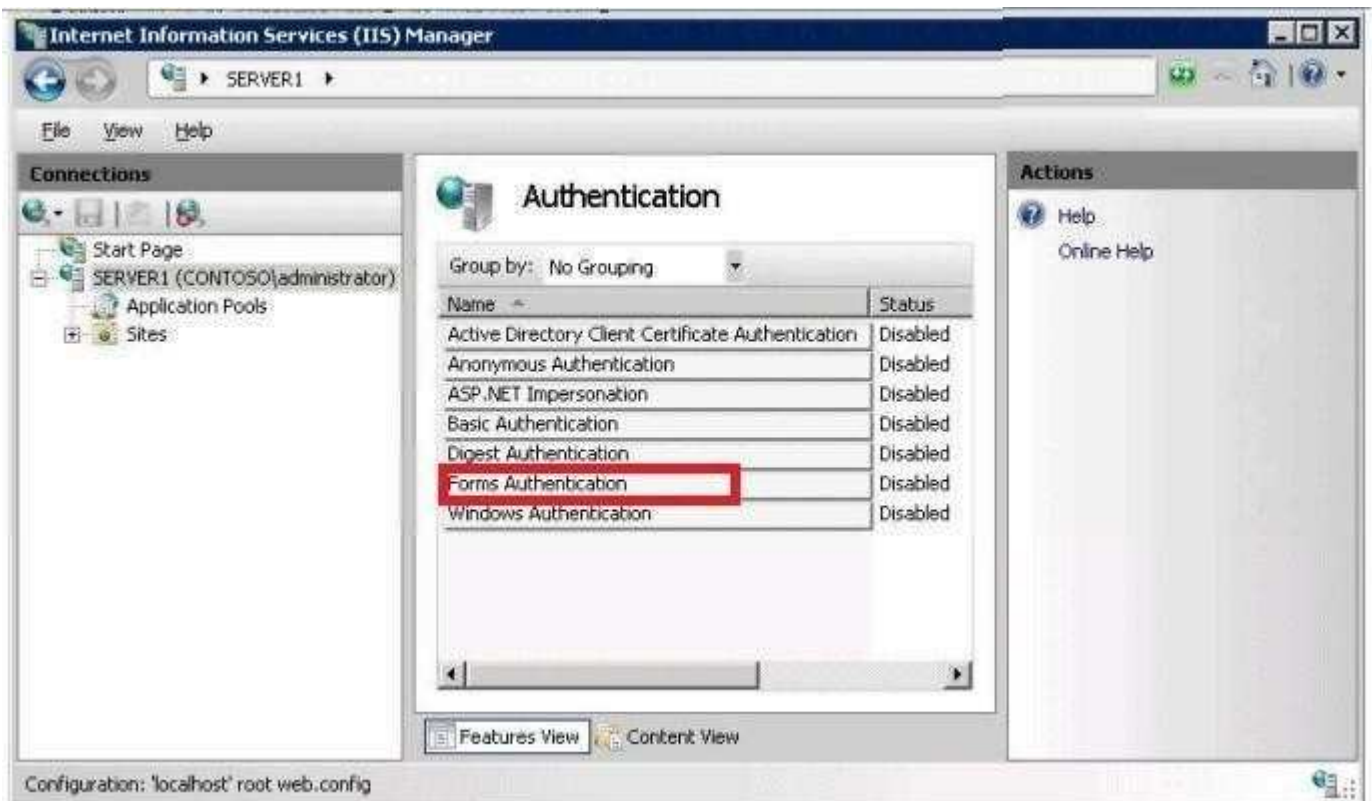 Internet Information Services (IIS) Manager
SERVER1
File View Help
Connections
Start Page
SERVER1 (CONTOSO\administrator)
Application Pools
Sites
Authentication
Group by: No Grouping
Name Status
Active Directory Client Certificate Authentication Disabled
Anonymous Authentication Disabled
ASP.NET Impersonation Disabled
Basic Authentication Disabled
Digest Authentication Disabled
Forms Authentication Disabled
Windows Authentication Disabled
Features View Content View
Actions
Help
Online Help
Configuration: 'localhost' root web.config